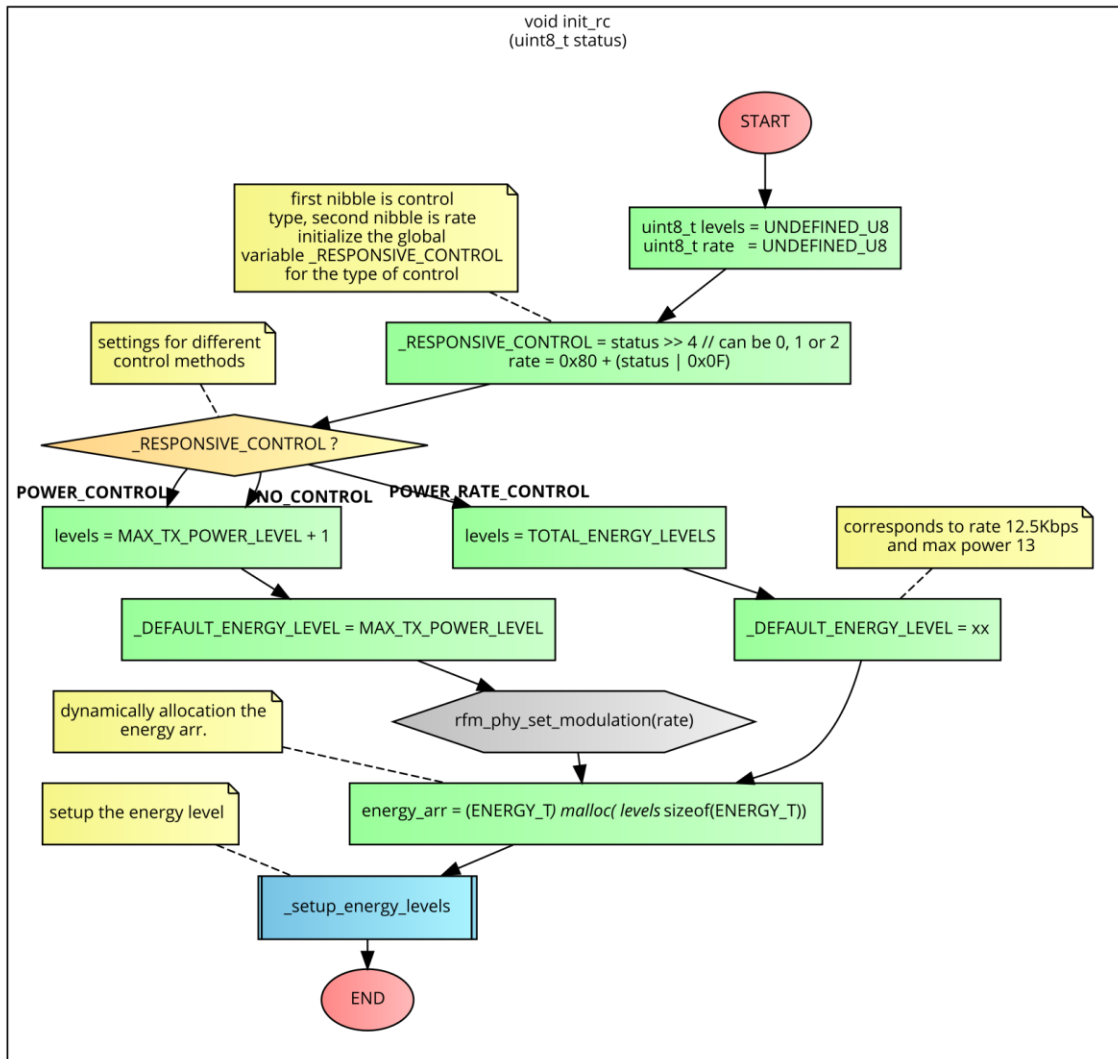 void init_rc
(uint8_t status)
START
first nibble is control
type, second nibble is rate
initialize the global
variable _RESPONSIVE_CONTROL
for the type of control
uint8_t levels = UNDEFINED_U8
uint8_t rate   = UNDEFINED_U8
settings for different
control methods
_RESPONSIVE_CONTROL = status >> 4 // can be 0, 1 or 2
rate = 0x80 + (status | 0x0F)
_RESPONSIVE_CONTROL ?
POWER_CONTROL
NO_CONTROL
POWER_RATE_CONTROL
levels = MAX_TX_POWER_LEVEL + 1
levels = TOTAL_ENERGY_LEVELS
corresponds to rate 12.5Kbps
and max power 13
_DEFAULT_ENERGY_LEVEL = MAX_TX_POWER_LEVEL
_DEFAULT_ENERGY_LEVEL = xx
dynamically allocation the
energy arr.
rfm_phy_set_modulation(rate)
setup the energy level
energy_arr = (ENERGY_T) malloc( levels sizeof(ENERGY_T))
_setup_energy_levels
END